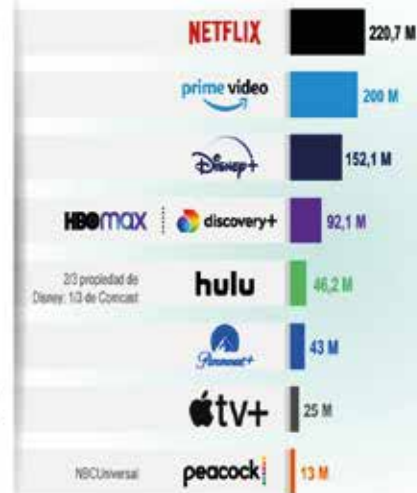 NETFLIX 220,7 M
prime video 200 M
Disney+ 152,1 M
HBOmax discovery+ 92,1 M
2/3 propiedad de
Disney: 1/3 de Comcast
hulu 46,2 M
Paramount+ 43 M
tv+ 25 M
NBCUniversal peacock 13 M